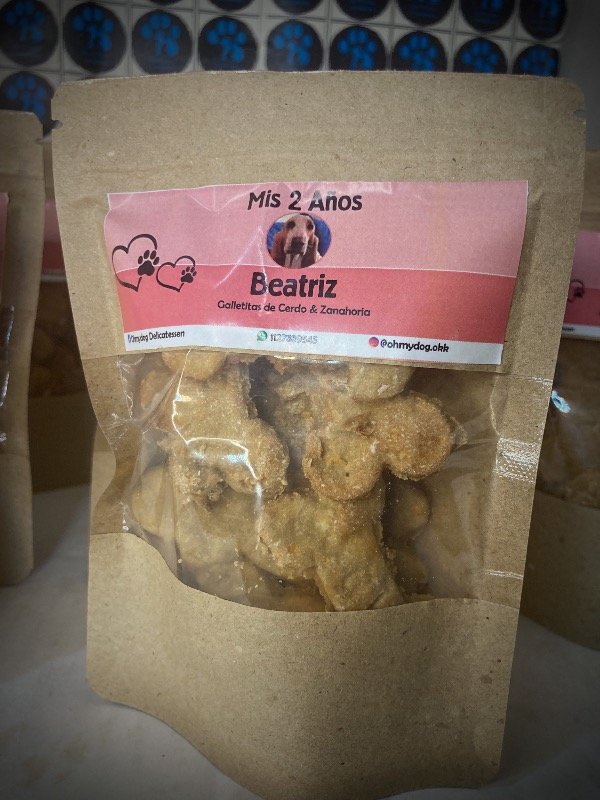 Mis 2 Años
Beatriz
Galletitas de Cerdo & Zanahoria
Ohmydog Delicatessen
@ohmydog.okk